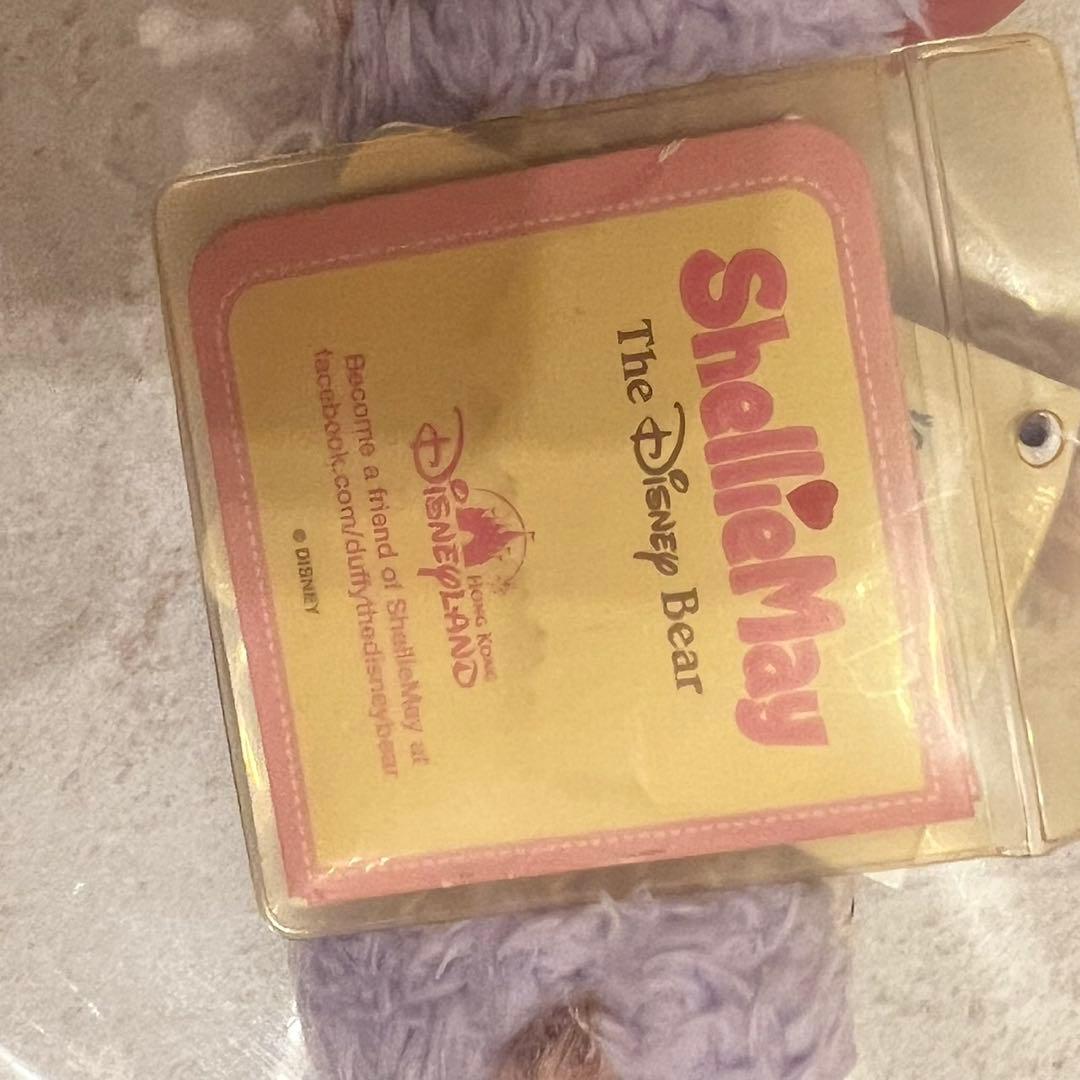 ShellieMay
The Disney Bear
Hong Kong
Disneyland
Become a friend of ShellieMay at
facebook.com/duffythedisneybear
© DISNEY